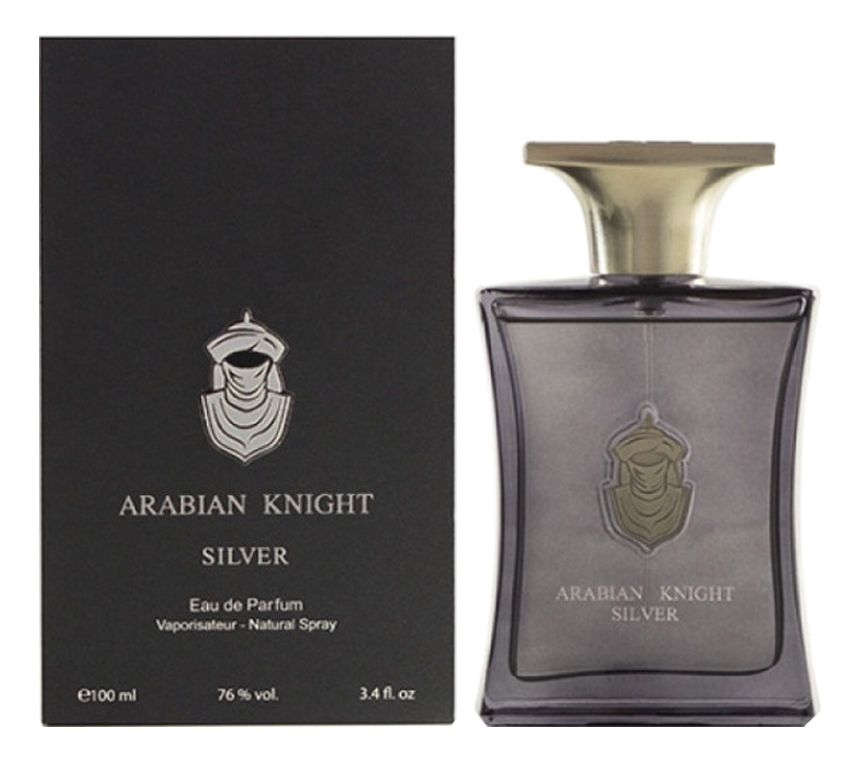 ARABIAN KNIGHT
SILVER
Eau de Parfum
Vaporisateur - Natural Spray
℮100 ml 76 % vol. 3.4 fl. oz
ARABIAN KNIGHT
SILVER